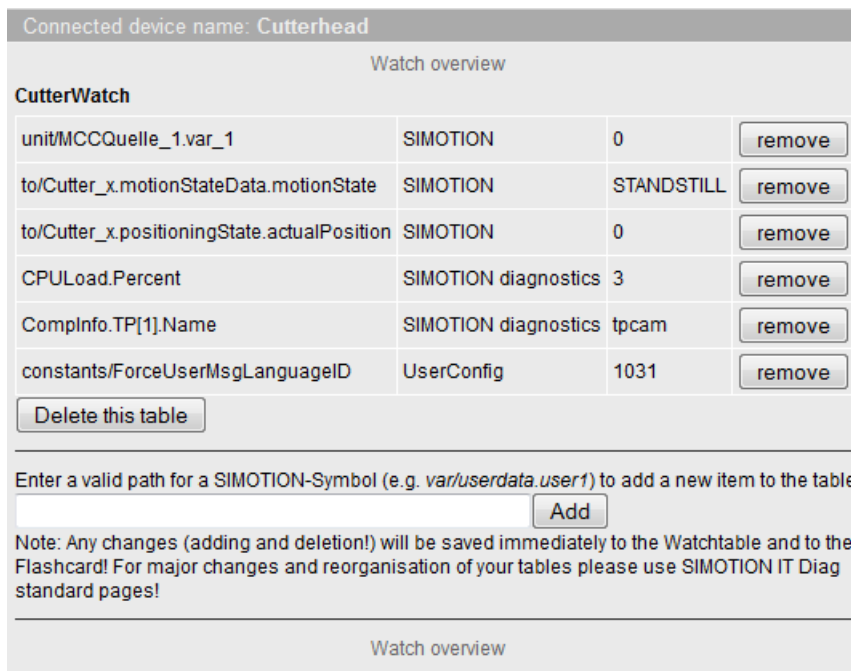 Connected device name: Cutterhead
Watch overview
CutterWatch
unit/MCCQuelle_1.var_1 SIMOTION 0 remove
to/Cutter_x.motionStateData.motionState SIMOTION STANDSTILL remove
to/Cutter_x.positioningState.actualPosition SIMOTION 0 remove
CPULoad.Percent SIMOTION diagnostics 3 remove
CompInfo.TP[1].Name SIMOTION diagnostics tpcam remove
constants/ForceUserMsgLanguageID UserConfig 1031 remove
Delete this table
Enter a valid path for a SIMOTION-Symbol (e.g. var/userdata.user1) to add a new item to the table
Add
Note: Any changes (adding and deletion!) will be saved immediately to the Watchtable and to the
Flashcard! For major changes and reorganisation of your tables please use SIMOTION IT Diag
standard pages!
Watch overview